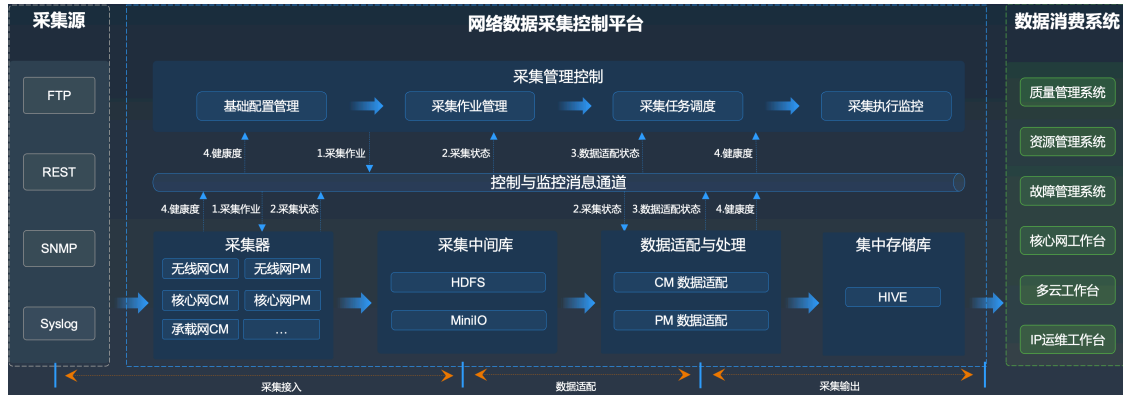 采集源
网络数据采集控制平台
数据消费系统
FTP
REST
SNMP
Syslog
采集管理控制
基础配置管理
采集作业管理
采集任务调度
采集执行监控
4.健康度
1.采集作业
2.采集状态
3.数据适配状态
4.健康度
控制与监控消息通道
4.健康度
1.采集作业
2.采集状态
2.采集状态
3.数据适配状态
4.健康度
采集器
无线网CM
无线网PM
核心网CM
核心网PM
承载网CM
...
采集中间库
HDFS
MiniIO
数据适配与处理
CM 数据适配
PM 数据适配
集中存储库
HIVE
质量管理系统
资源管理系统
故障管理系统
核心网工作台
多云工作台
IP运维工作台
采集接入
数据适配
采集输出